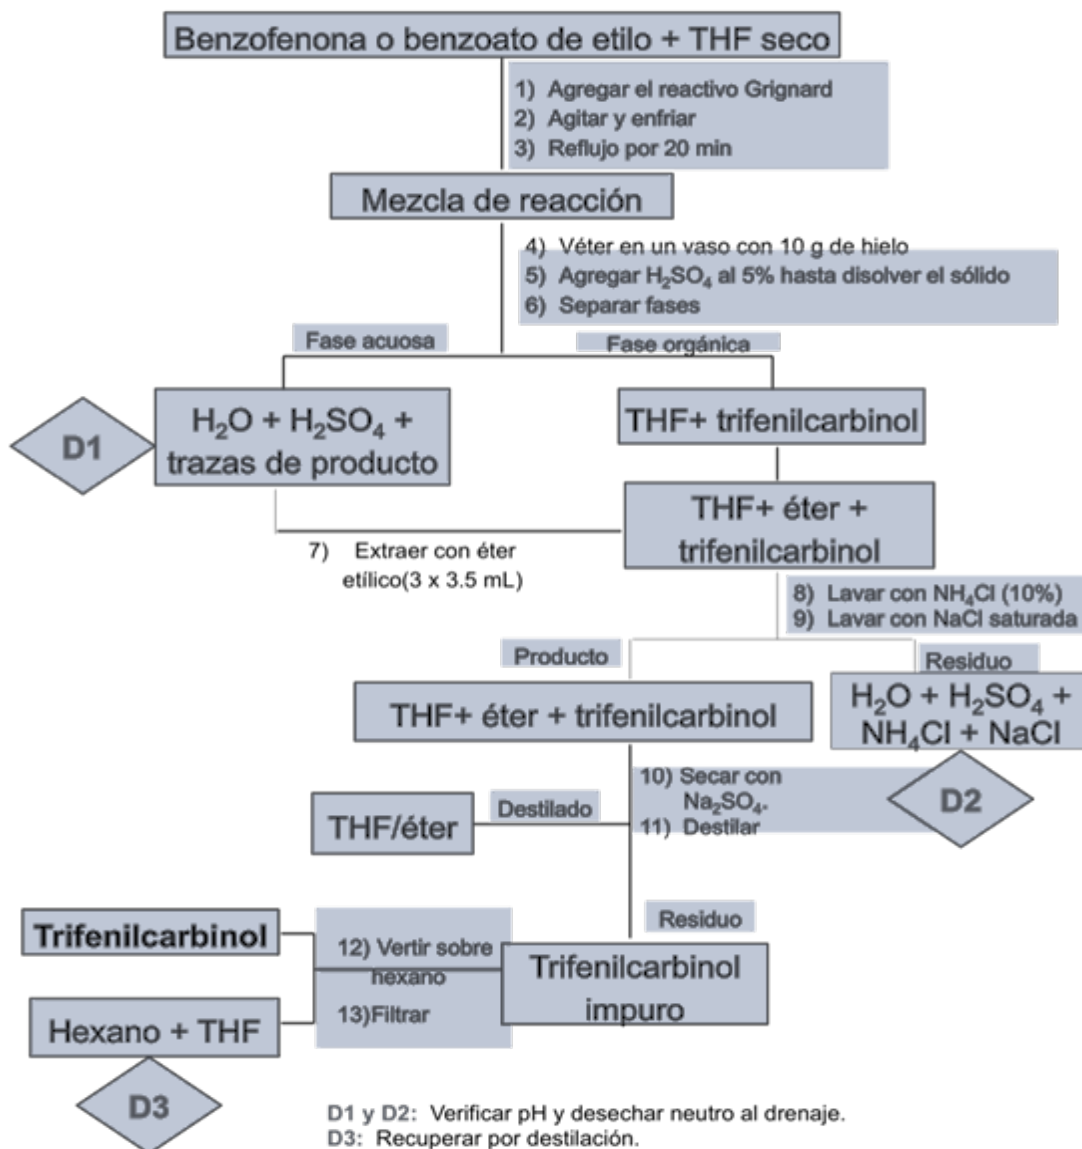 Benzofenona o benzoato de etilo + THF seco
1) Agregar el reactivo Grignard
2) Agitar y enfriar
3) Reflujo por 20 min
Mezcla de reacción
4) Véter en un vaso con 10 g de hielo
5) Agregar H₂SO₄ al 5% hasta disolver el sólido
6) Separar fases
Fase acuosa
Fase orgánica
D1
H₂O + H₂SO₄ +
trazas de producto
THF+ trifenilcarbinol
THF+ éter +
trifenilcarbinol
7) Extraer con éter
etílico(3 x 3.5 mL)
8) Lavar con NH₄Cl (10%)
9) Lavar con NaCl saturada
Producto
Residuo
THF+ éter + trifenilcarbinol
H₂O + H₂SO₄ +
NH₄Cl + NaCl
D2
10) Secar con
Na₂SO₄.
11) Destilar
THF/éter
Destilado
Residuo
Trifenilcarbinol
12) Vertir sobre
hexano
13)Filtrar
Trifenilcarbinol
impuro
Hexano + THF
D3
D1 y D2: Verificar pH y desechar neutro al drenaje.
D3: Recuperar por destilación.